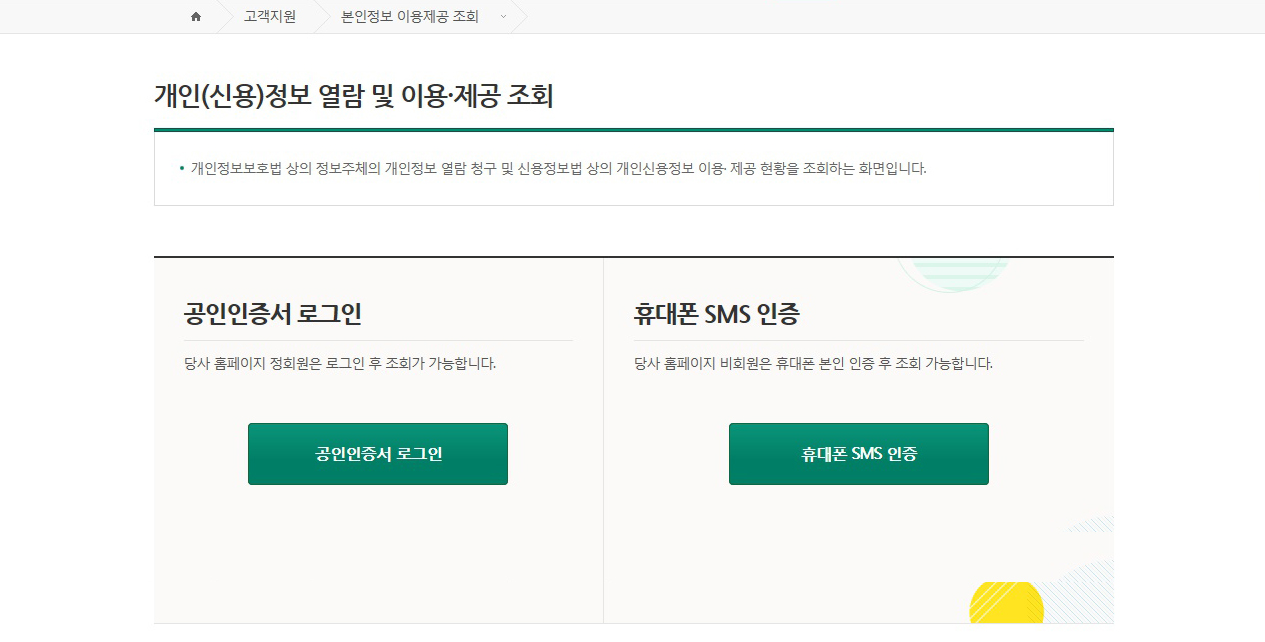 고객지원
본인정보 이용제공 조회
개인(신용)정보 열람 및 이용·제공 조회
• 개인정보보호법 상의 정보주체의 개인정보 열람 청구 및 신용정보법 상의 개인신용정보 이용· 제공 현황을 조회하는 화면입니다.
공인인증서 로그인
당사 홈페이지 정회원은 로그인 후 조회가 가능합니다.
공인인증서 로그인
휴대폰 SMS 인증
당사 홈페이지 비회원은 휴대폰 본인 인증 후 조회 가능합니다.
휴대폰 SMS 인증